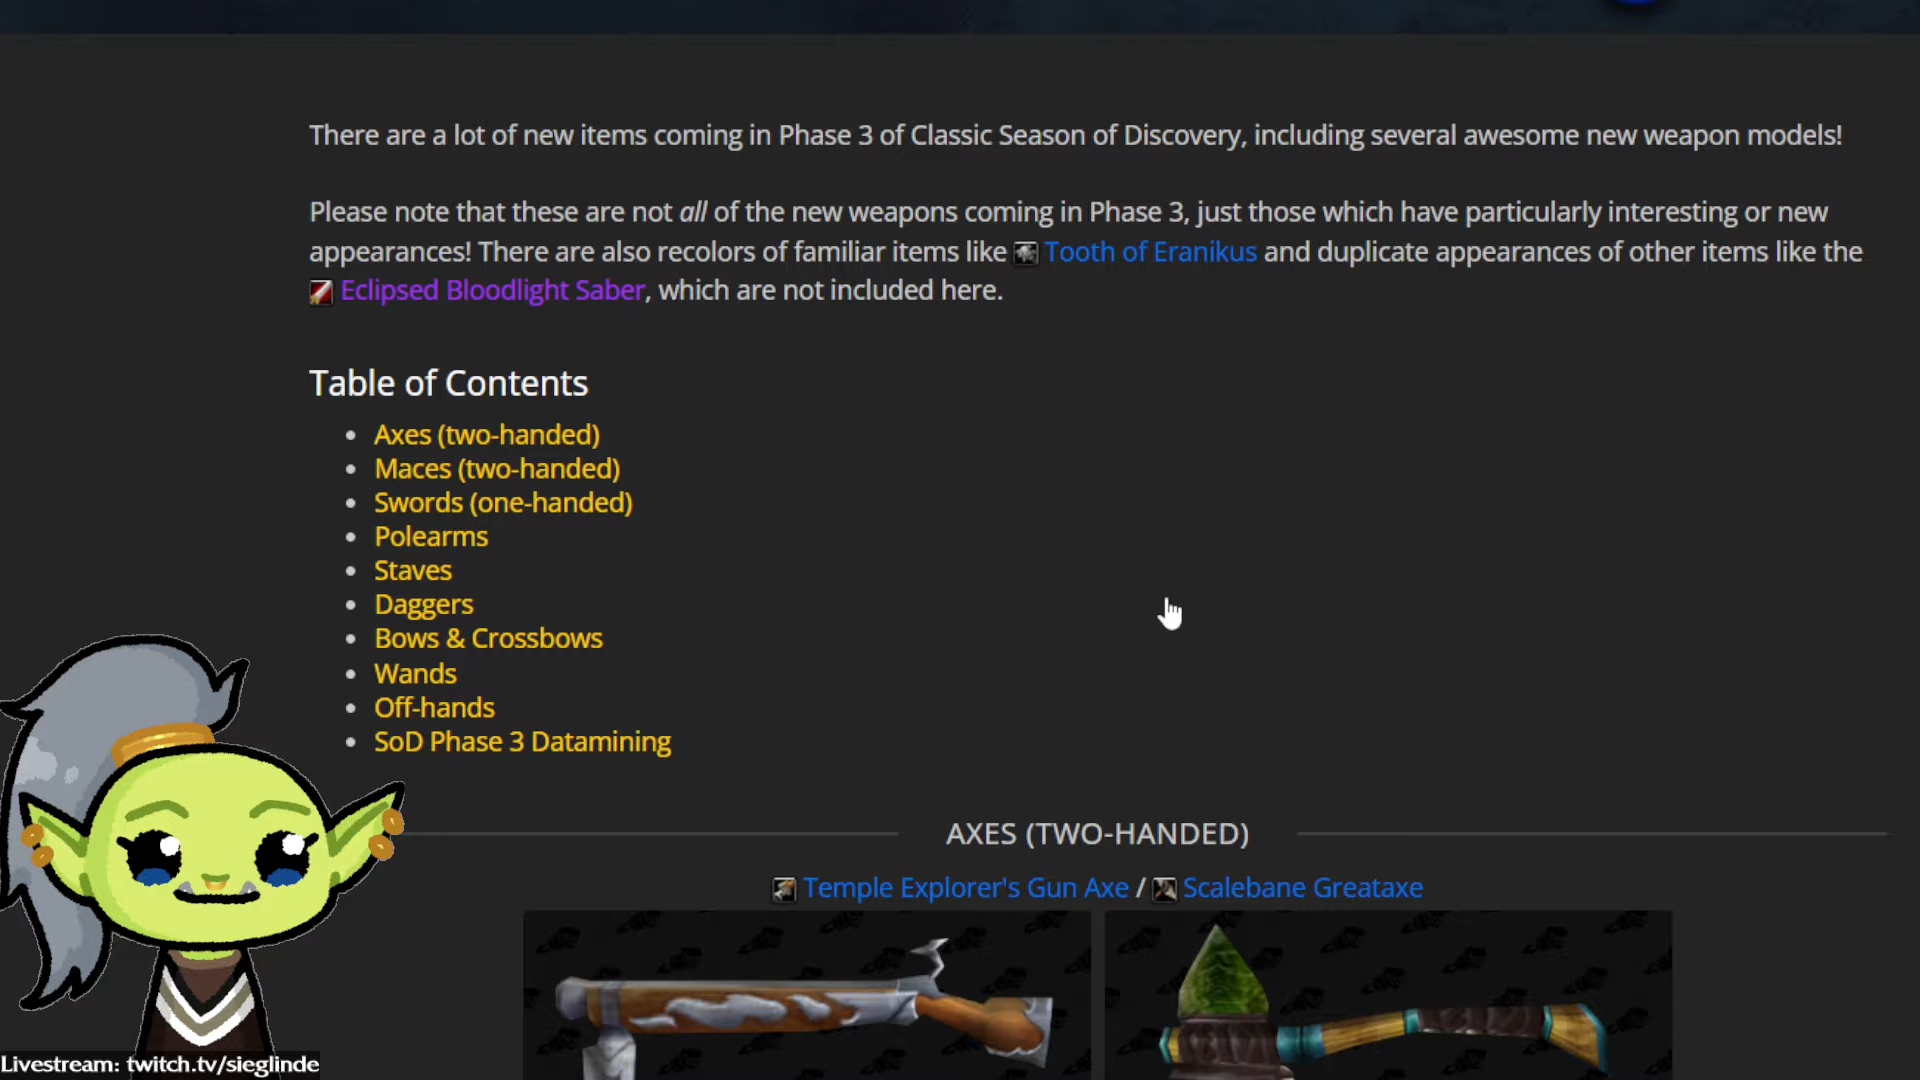 There are a lot of new items coming in Phase 3 of Classic Season of Discovery, including several awesome new weapon models!
Please note that these are not all of the new weapons coming in Phase 3, just those which have particularly interesting or new
appearances! There are also recolors of familiar items like Tooth of Eranikus and duplicate appearances of other items like the
Eclipsed Bloodlight Saber, which are not included here.
Table of Contents
Axes (two-handed)
Maces (two-handed)
Swords (one-handed)
Polearms
Staves
Daggers
Bows & Crossbows
Wands
Off-hands
SoD Phase 3 Datamining
AXES (TWO-HANDED)
Temple Explorer's Gun Axe / Scalebane Greataxe
Livestream: twitch.tv/sieglinde